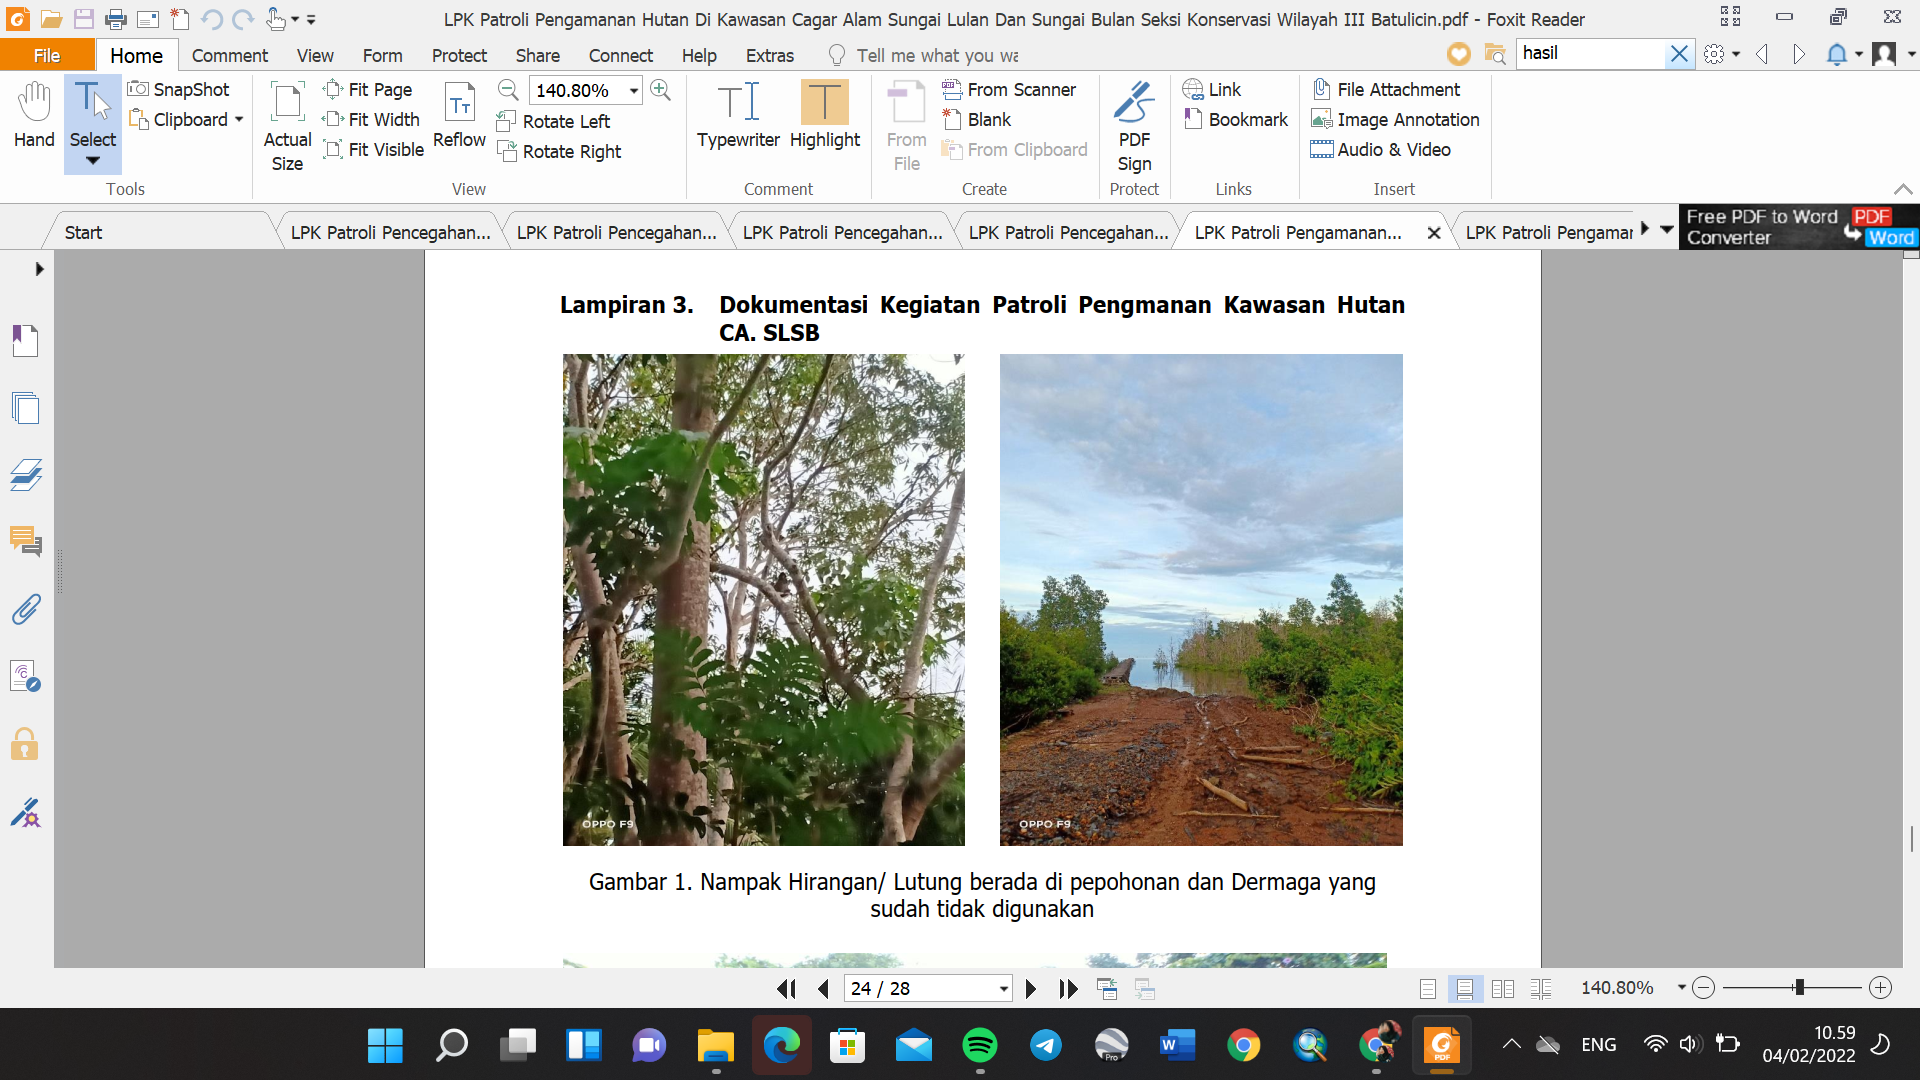 LPK Patroli Pengamanan Hutan Di Kawasan Cagar Alam Sungai Lulan Dan Sungai Bulan Seksi Konservasi Wilayah III Batulicin.pdf - Foxit Reader
File Home Comment View Form Protect Share Connect Help Extras Tell me what you wa hasil
Hand
Select
SnapShot
Clipboard
Tools
Actual
Size
Fit Page
Fit Width
Fit Visible
Reflow
140.80%
Rotate Left
Rotate Right
View
Typewriter
Highlight
Comment
From
File
From Scanner
Blank
From Clipboard
Create
PDF
Sign
Protect
Link
Bookmark
Links
File Attachment
Image Annotation
Audio & Video
Insert
Start
LPK Patroli Pencegahan...
LPK Patroli Pencegahan...
LPK Patroli Pencegahan...
LPK Patroli Pencegahan...
LPK Patroli Pengamanan...
LPK Patroli Pengamar
Free PDF to Word
Converter
PDF
Word
Lampiran 3. Dokumentasi Kegiatan Patroli Pengmanan Kawasan Hutan
CA. SLSB
OPPO F9
OPPO F9
Gambar 1. Nampak Hirangan/ Lutung berada di pepohonan dan Dermaga yang
sudah tidak digunakan
24 / 28
140.80%
Pro
W
PDF
ENG
10.59
04/02/2022